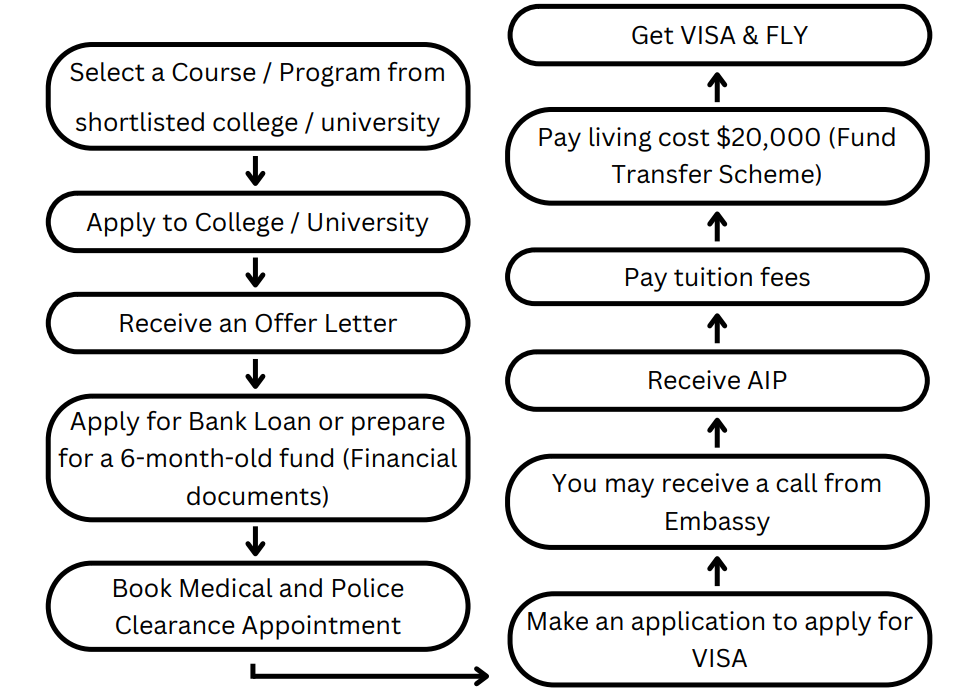 Select a Course / Program from
shortlisted college / university
Apply to College / University
Receive an Offer Letter
Apply for Bank Loan or prepare
for a 6-month-old fund (Financial
documents)
Book Medical and Police
Clearance Appointment
Make an application to apply for
VISA
You may receive a call from
Embassy
Receive AIP
Pay tuition fees
Pay living cost $20,000 (Fund
Transfer Scheme)
Get VISA & FLY